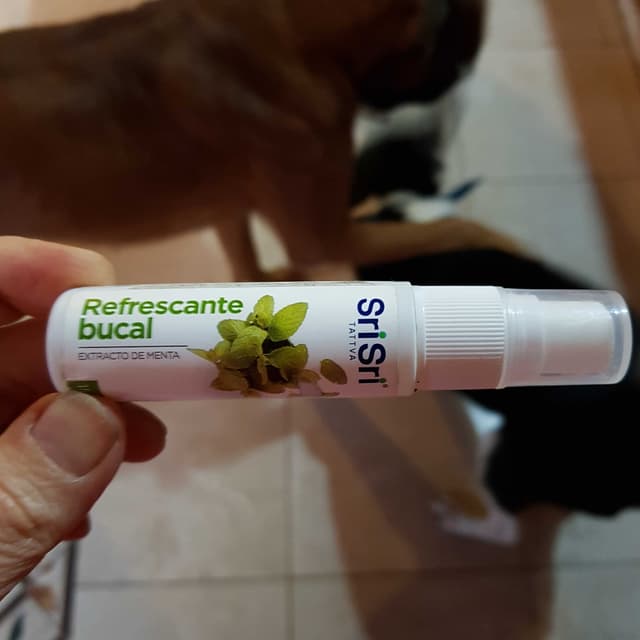 Refrescante
bucal
EXTRACTO DE MENTA
SriSri
TATTVA